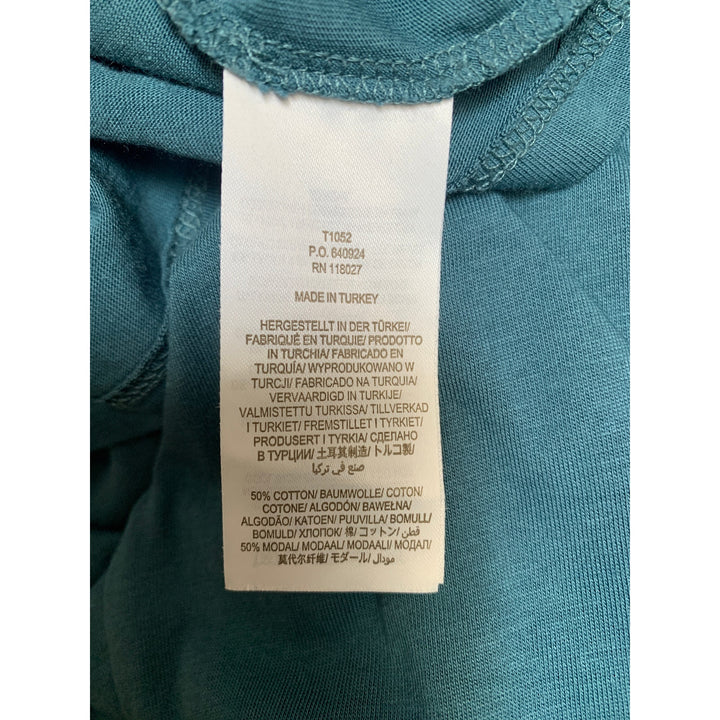 T1052
P.O. 640924
RN 118027
MADE IN TURKEY
HERGESTELLT IN DER TÜRKEI/
FABRIQUÉ EN TURQUIE/ PRODOTTO
IN TURCHIA/ FABRICADO EN
TURQUÍA/ WYPRODUKOWANO W
TURCJI/ FABRICADO NA TURQUIA/
VERVAARDIGD IN TURKIJE/
VALMISTETTU TURKISSA/ TILLVERKAD
I TURKIET/ FREMSTILLET I TYRKIET/
PRODUSERT I TYRKIA/ СДЕЛАНО
В ТУРЦИИ/ 土耳其制造/ トルコ製/
صنع في تركيا
50% COTTON/ BAUMWOLLE/ COTON/
COTONE/ ALGODÓN/ BAWEŁNA/
ALGODÃO/ KATOEN/ PUUVILLA/ BOMULL/
BOMULD/ ХЛОПОК/ 棉/ コットン/ قطن/
50% MODAL/ MODAAL/ MODAALI/ МОДАЛ/
莫代尔纤维/ モダール/ مودال/